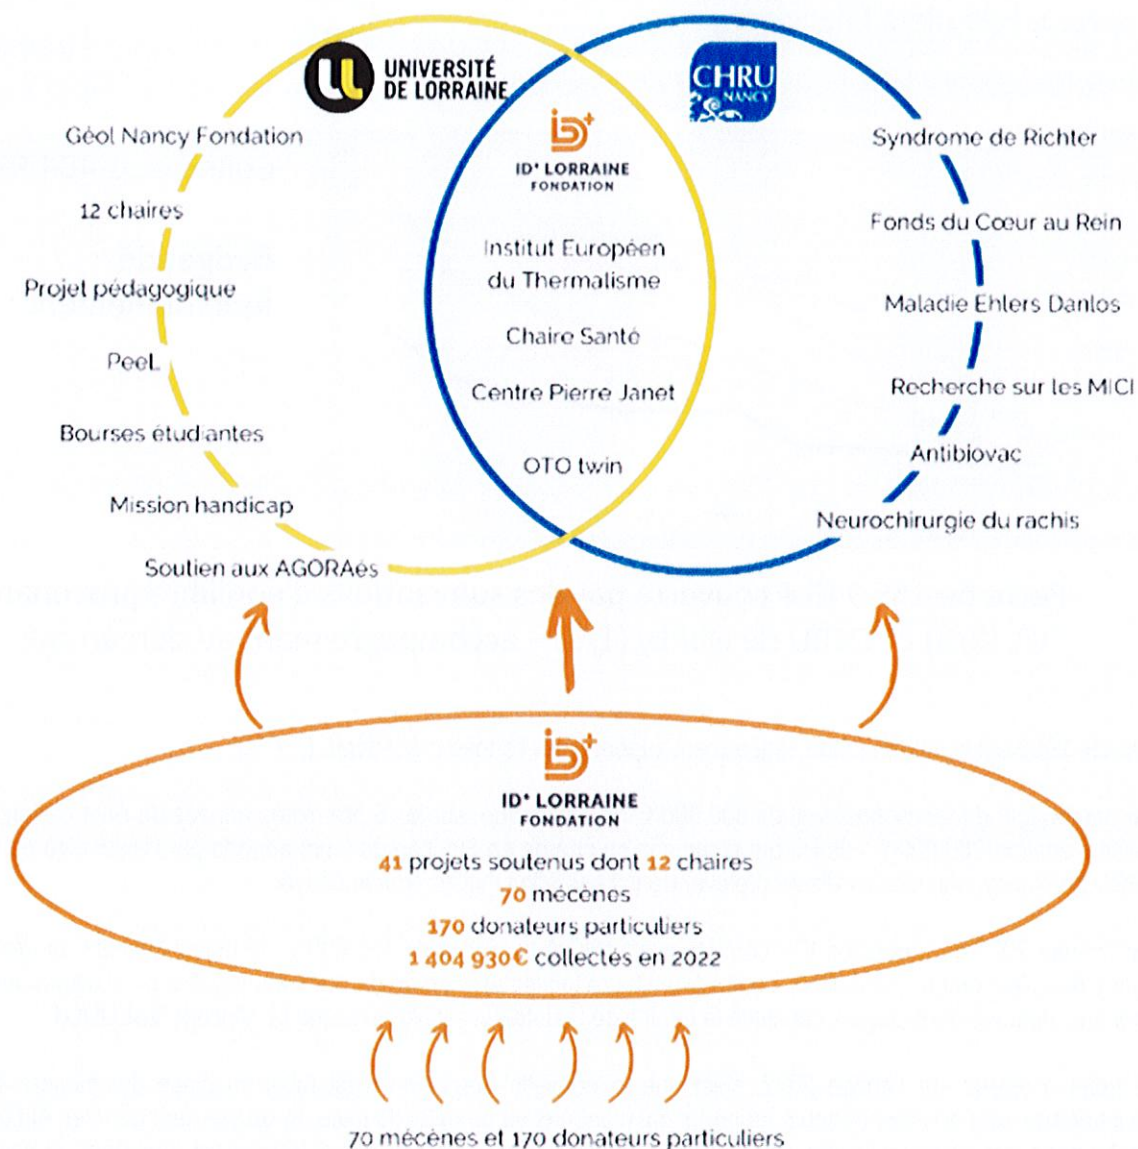 UNIVERSITÉ
DE LORRAINE
CHRU
NANCY
Géol Nancy Fondation
12 chaires
Projet pédagogique
PeeL
Bourses étudiantes
Mission handicap
Soutien aux AGORAés
ID+ LORRAINE
FONDATION
Institut Européen
du Thermalisme
Chaire Santé
Centre Pierre Janet
OTO twin
Syndrome de Richter
Fonds du Cœur au Rein
Maladie Ehlers Danlos
Recherche sur les MICI
Antibiovac
Neurochirurgie du rachis
ID+ LORRAINE
FONDATION
41 projets soutenus dont 12 chaires
70 mécènes
170 donateurs particuliers
1 404 930€ collectés en 2022
70 mécènes et 170 donateurs particuliers